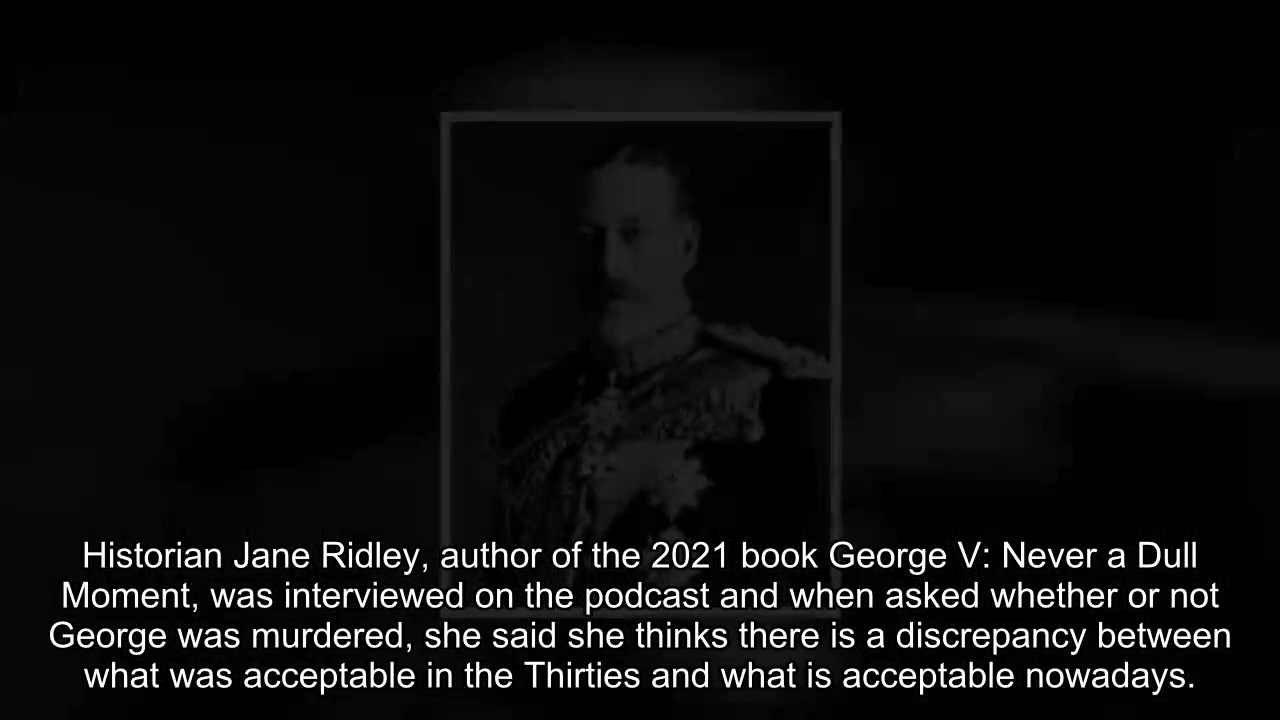 Historian Jane Ridley, author of the 2021 book George V: Never a Dull
Moment, was interviewed on the podcast and when asked whether or not
George was murdered, she said she thinks there is a discrepancy between
what was acceptable in the Thirties and what is acceptable nowadays.